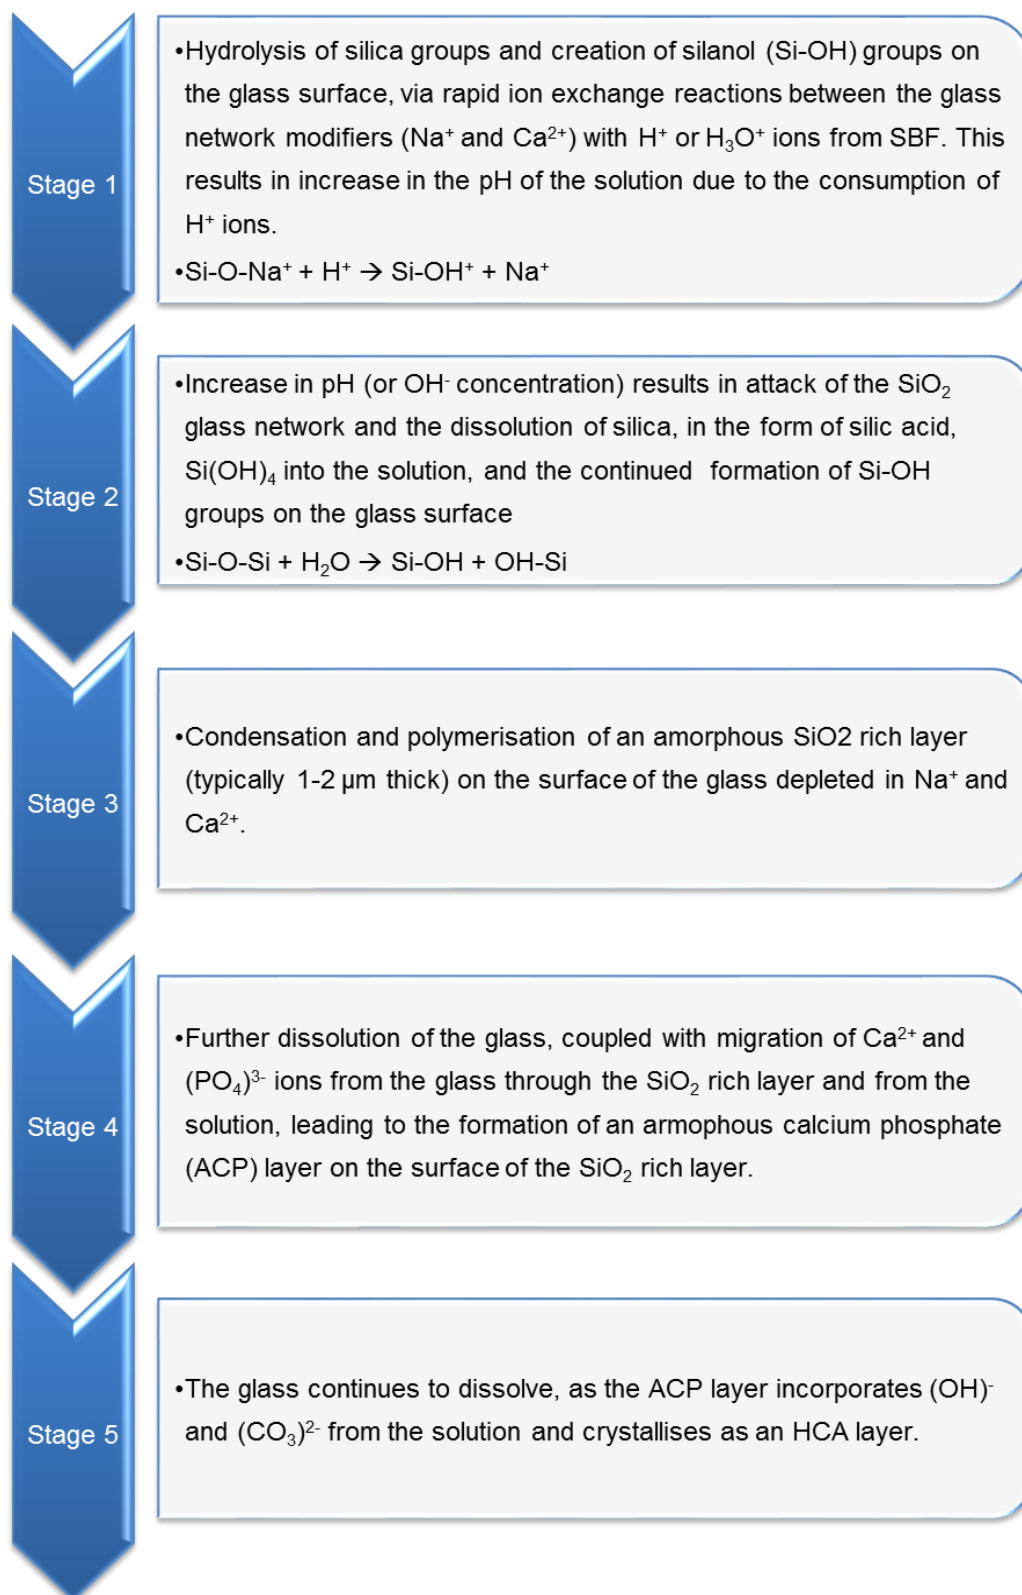 Stage 1
•Hydrolysis of silica groups and creation of silanol (Si-OH) groups on
the glass surface, via rapid ion exchange reactions between the glass
network modifiers (Na⁺ and Ca²⁺) with H⁺ or H₃O⁺ ions from SBF. This
results in increase in the pH of the solution due to the consumption of
H⁺ ions.
•Si-O-Na⁺ + H⁺ → Si-OH⁺ + Na⁺
Stage 2
•Increase in pH (or OH⁻ concentration) results in attack of the SiO₂
glass network and the dissolution of silica, in the form of silic acid,
Si(OH)₄ into the solution, and the continued formation of Si-OH
groups on the glass surface
•Si-O-Si + H₂O → Si-OH + OH-Si
Stage 3
•Condensation and polymerisation of an amorphous SiO2 rich layer
(typically 1-2 µm thick) on the surface of the glass depleted in Na⁺ and
Ca²⁺.
Stage 4
•Further dissolution of the glass, coupled with migration of Ca²⁺ and
(PO₄)³⁻ ions from the glass through the SiO₂ rich layer and from the
solution, leading to the formation of an armophous calcium phosphate
(ACP) layer on the surface of the SiO₂ rich layer.
Stage 5
•The glass continues to dissolve, as the ACP layer incorporates (OH)⁻
and (CO₃)²⁻ from the solution and crystallises as an HCA layer.